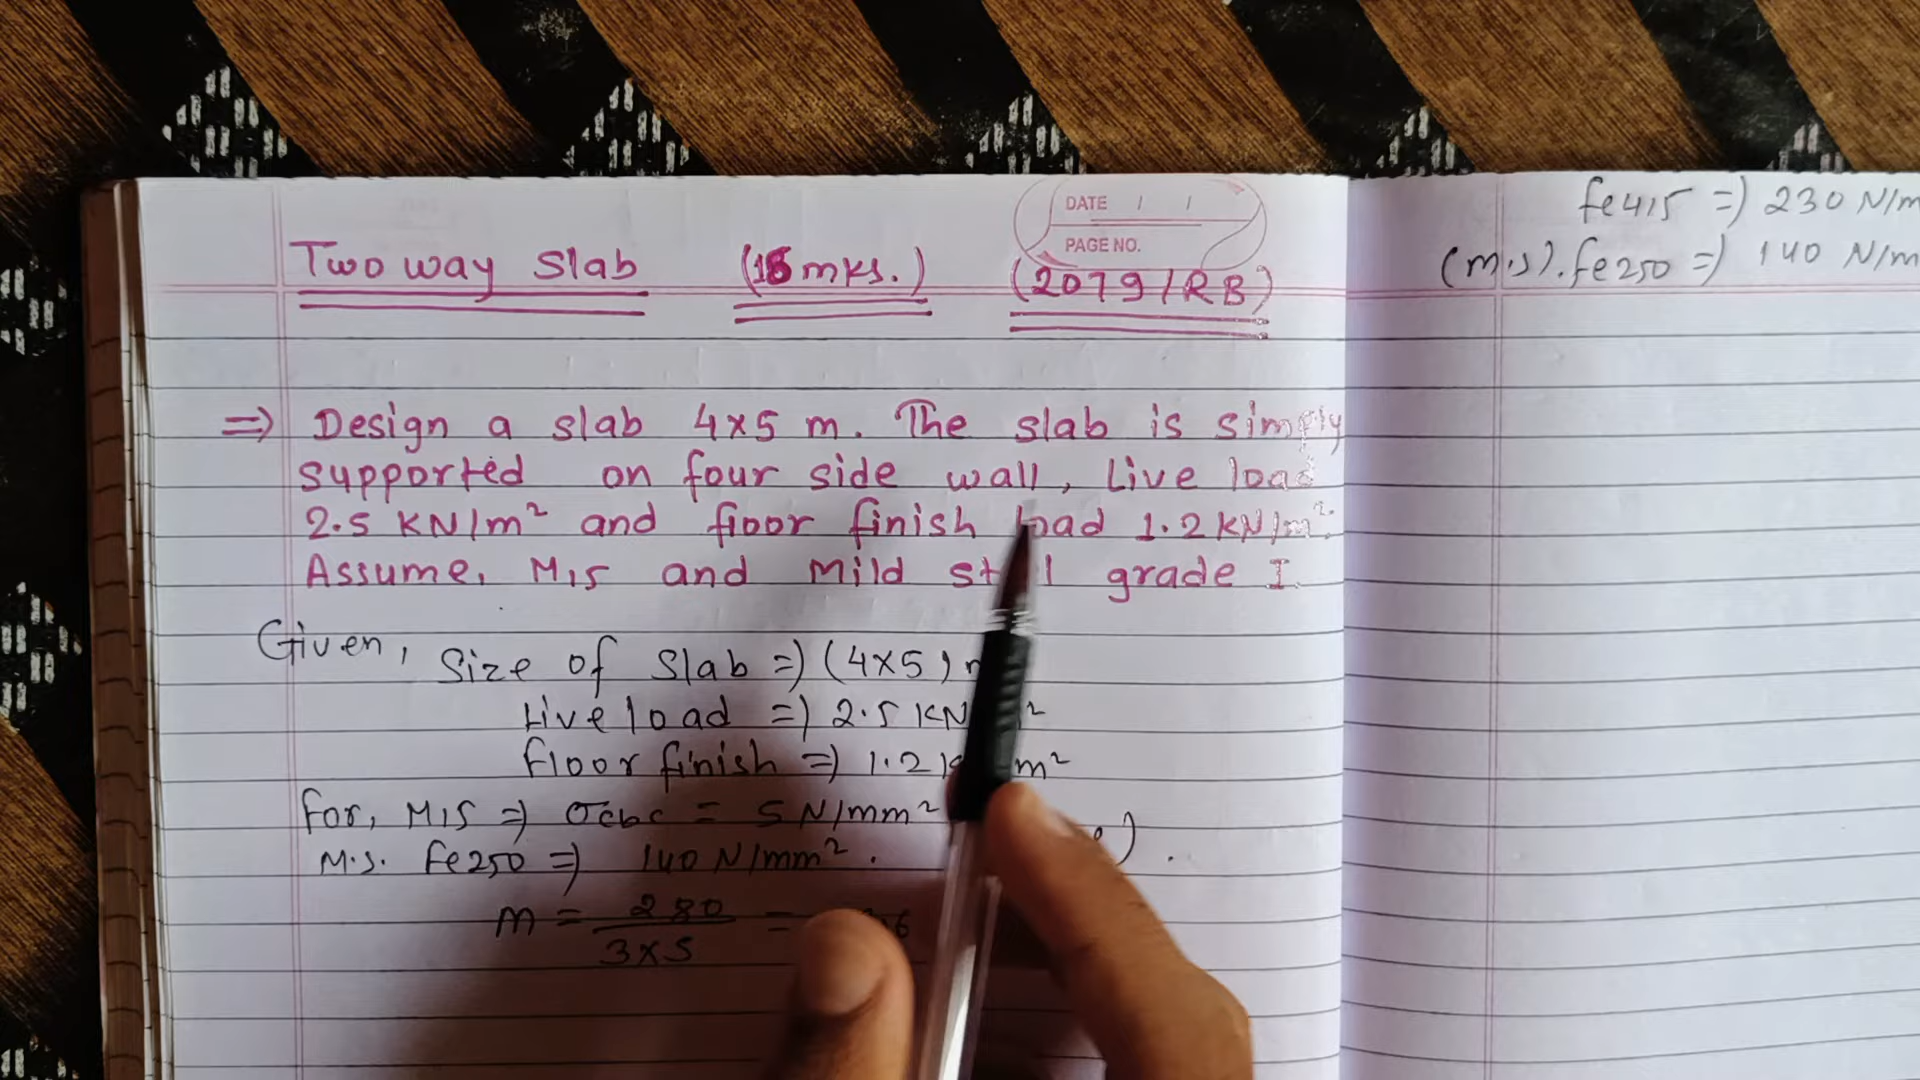 fe415 => 230 N/m
(m.s).fe250 => 140 N/m
DATE / /
PAGE NO.
Two way Slab (15 mks.) (2079/RB)
=> Design a slab 4x5 m. The slab is simply
supported on four side wall, Live load
2.5 KN/m² and floor finish load 1.2 KN/m².
Assume, M15 and Mild grade I.
Given, Size of Slab => (4x5)
Live load => 2.5 KN
floor finish => 1.2 m²
for, M15 => σcbc = 5 N/mm²
M.S. fe250 => 140 N/mm².
m = 280 / 3x5 =